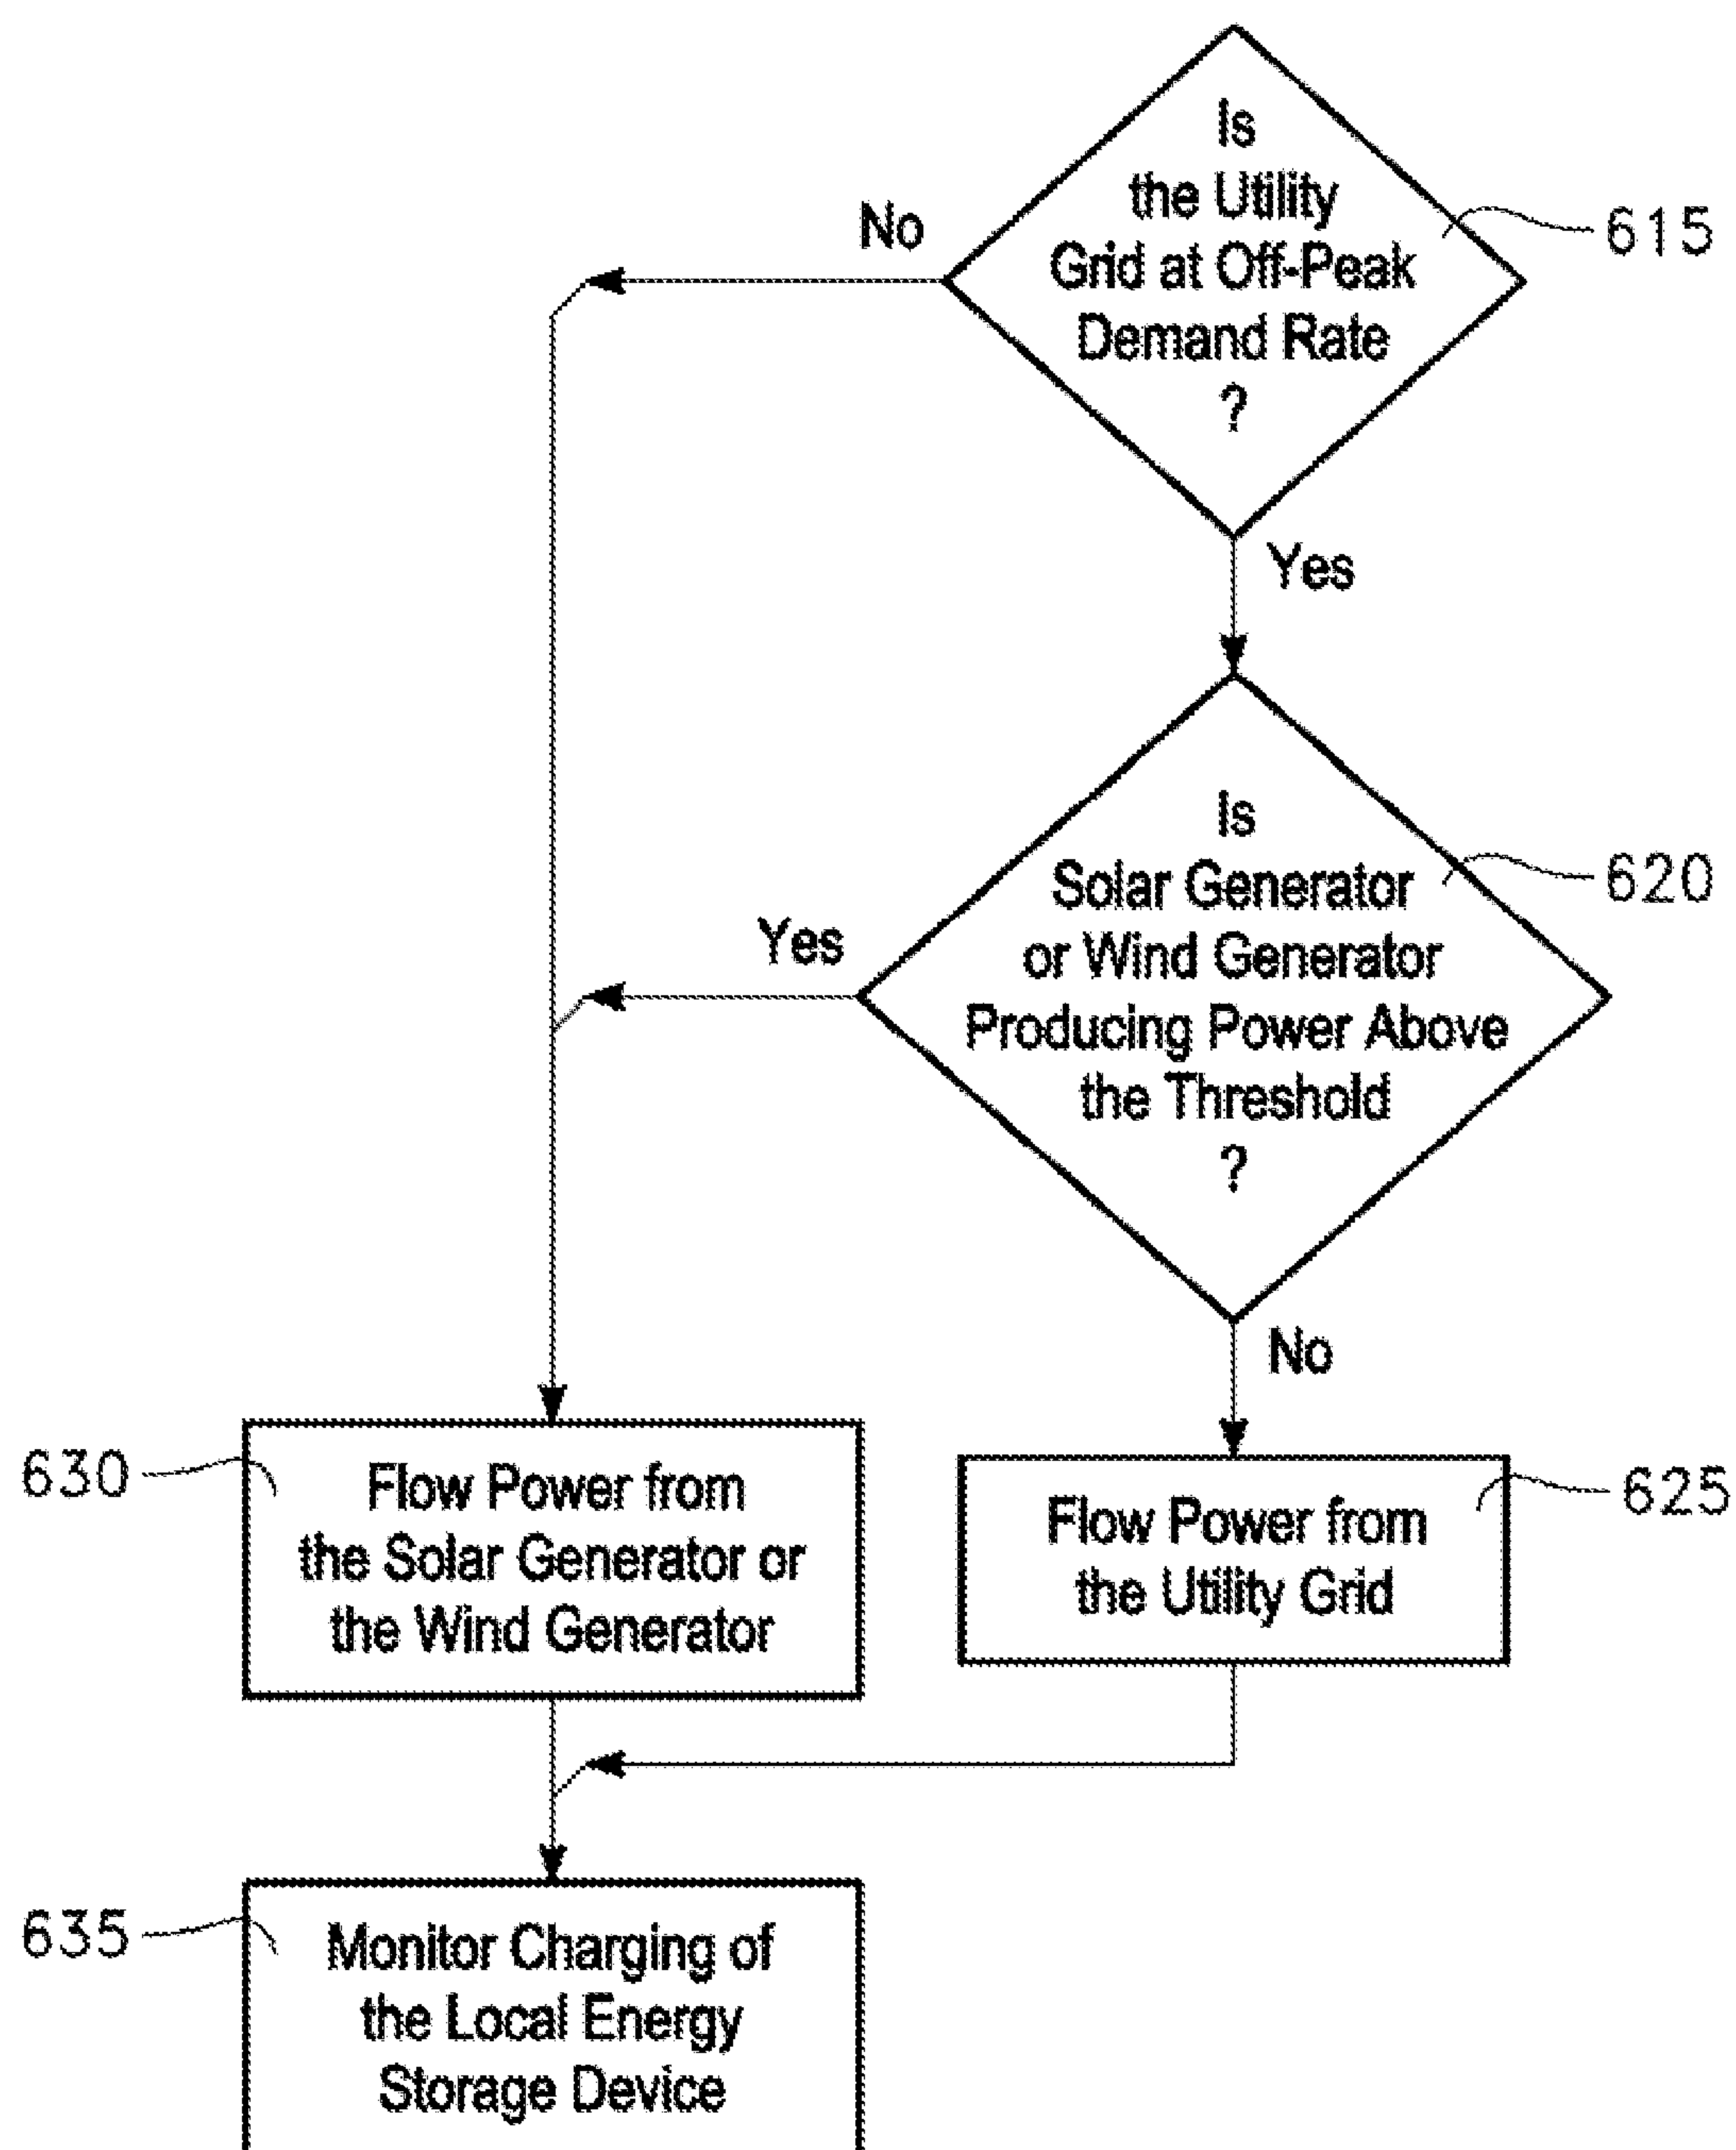 Is
the Utility
Grid at Off-Peak
Demand Rate
?
615
No
Yes
Is
Solar Generator
or Wind Generator
Producing Power Above
the Threshold
?
620
Yes
No
630
Flow Power from
the Solar Generator or
the Wind Generator
Flow Power from
the Utility Grid
625
635
Monitor Charging of
the Local Energy
Storage Device